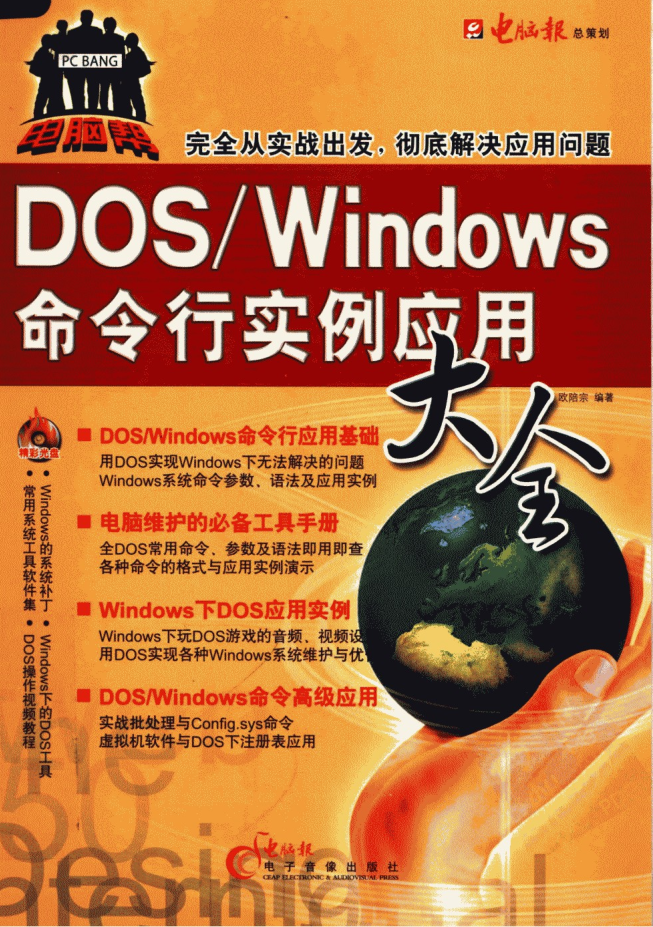 PC BANG
电脑帮
电脑报 总策划
完全从实战出发，彻底解决应用问题
DOS/Windows
命令行实例应用
大全
欧陪宗 编著
精彩光盘
● Windows的系统补丁 ● Windows下的DOS工具
● 常用系统工具软件集 ● DOS操作视频教程
■ DOS/Windows命令行应用基础
用DOS实现Windows下无法解决的问题
Windows系统命令参数、语法及应用实例
■ 电脑维护的必备工具手册
全DOS常用命令、参数及语法即用即查
各种命令的格式与应用实例演示
■ Windows下DOS应用实例
Windows下玩DOS游戏的音频、视频设
用DOS实现各种Windows系统维护与优
■ DOS/Windows命令高级应用
实战批处理与Config.sys命令
虚拟机软件与DOS下注册表应用
电脑报
电子音像出版社
CEAP ELECTRONIC & AUDIOVISUAL PRESS